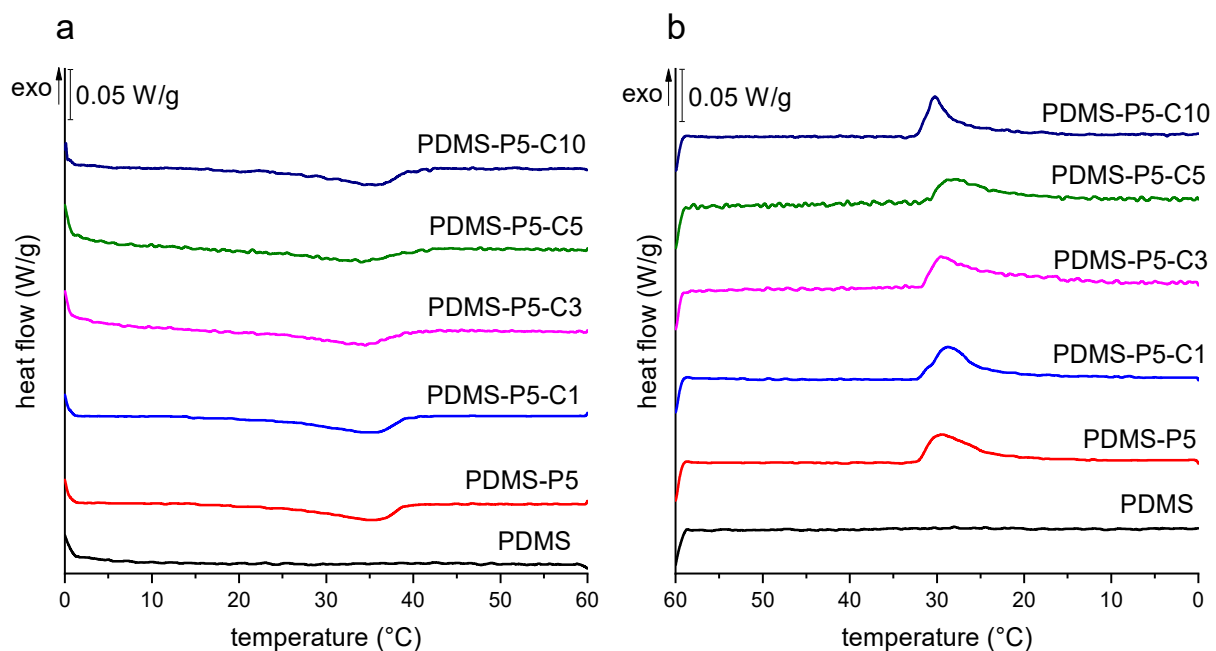 a
exo
0.05 W/g
PDMS-P5-C10
PDMS-P5-C5
PDMS-P5-C3
PDMS-P5-C1
PDMS-P5
PDMS
heat flow (W/g)
0 10 20 30 40 50 60
temperature (°C)
b
exo
0.05 W/g
PDMS-P5-C10
PDMS-P5-C5
PDMS-P5-C3
PDMS-P5-C1
PDMS-P5
PDMS
heat flow (W/g)
60 50 40 30 20 10 0
temperature (°C)